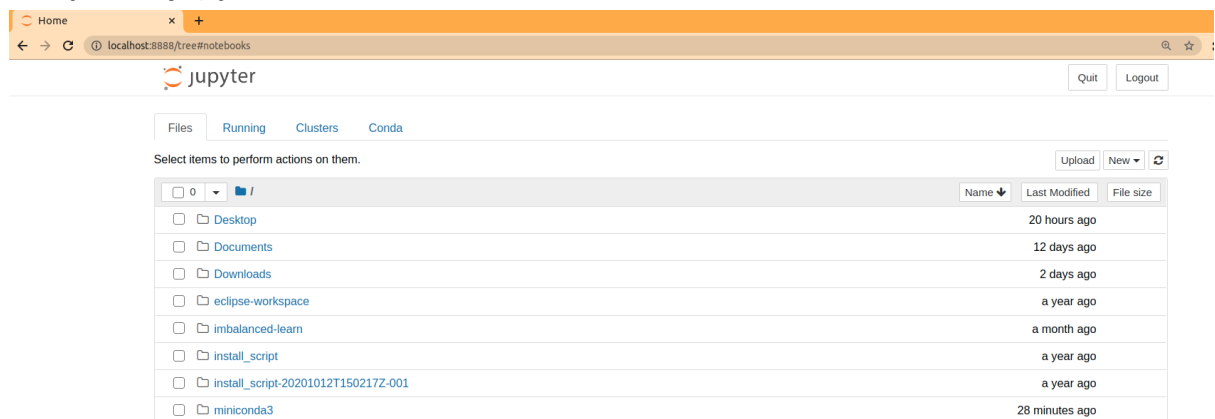 Home × +
localhost:8888/tree#notebooks
jupyter Quit Logout
Files Running Clusters Conda
Select items to perform actions on them. Upload New
0 / Name Last Modified File size
Desktop 20 hours ago
Documents 12 days ago
Downloads 2 days ago
eclipse-workspace a year ago
imbalanced-learn a month ago
install_script a year ago
install_script-20201012T150217Z-001 a year ago
miniconda3 28 minutes ago